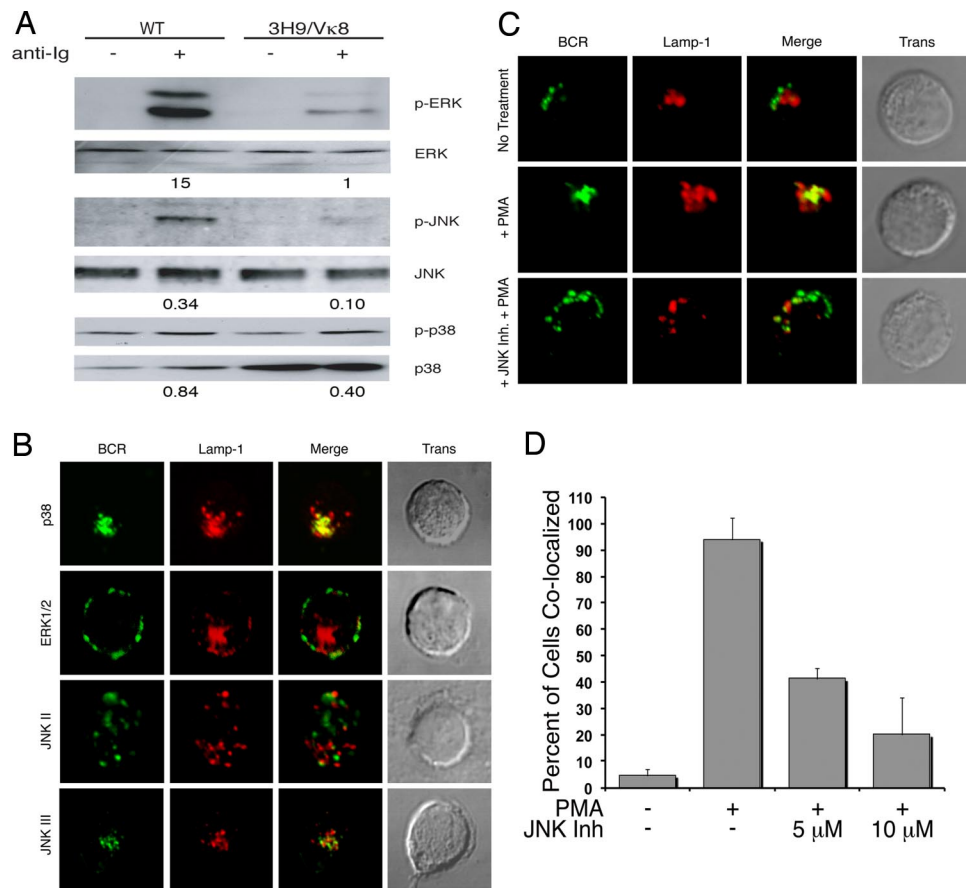 A
WT 3H9/Vκ8
anti-Ig - + - +
p-ERK
ERK
15 1
p-JNK
JNK
0.34 0.10
p-p38
p38
0.84 0.40
B
BCR Lamp-1 Merge Trans
p38
ERK1/2
JNK II
JNK III
C
BCR Lamp-1 Merge Trans
No Treatment
+ PMA
+ JNK Inh. + PMA
D
Percent of Cells Co-localized
110
100
90
80
70
60
50
40
30
20
10
0
PMA - + + +
JNK Inh - - 5 µM 10 µM